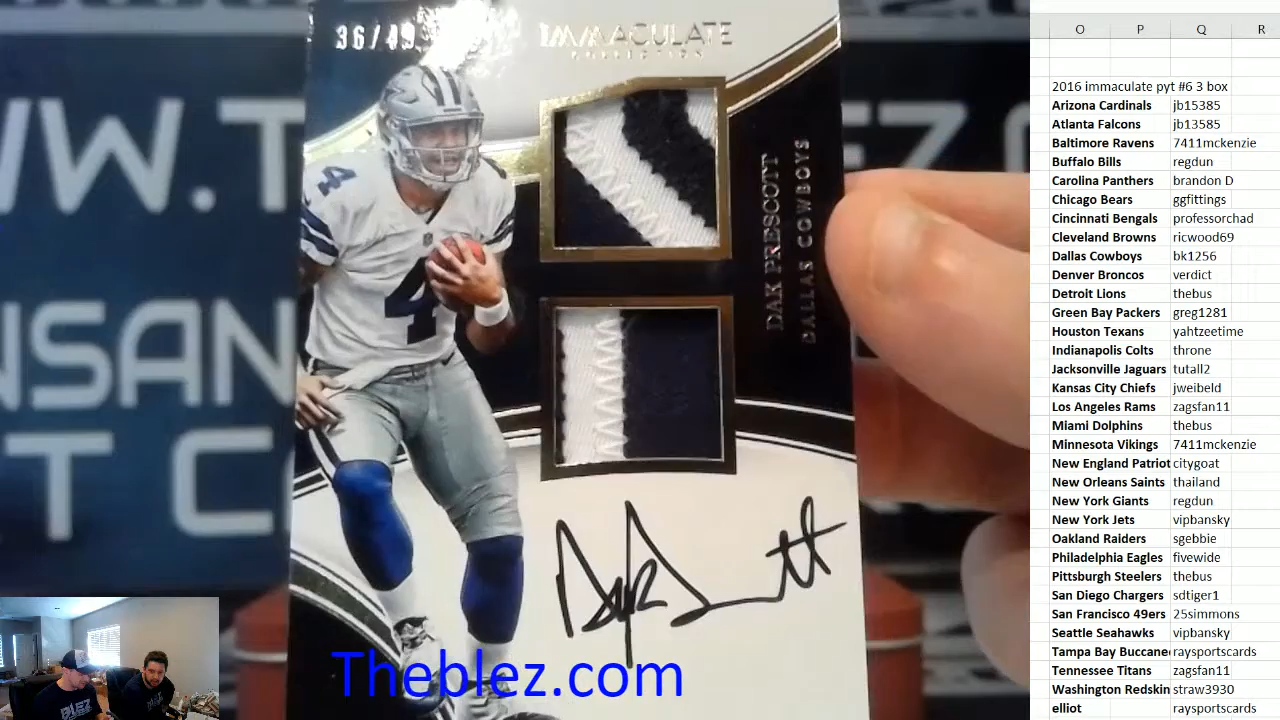 36/49
IMMACULATE
COLLECTION
DAK PRESCOTT
DALLAS COWBOYS
4
4
Theblez.com
WW.T
EZ.
NSAN
T C
BLEZ
O P Q R
2016 immaculate pyt #6 3 box
Arizona Cardinals jb15385
Atlanta Falcons jb13585
Baltimore Ravens 7411mckenzie
Buffalo Bills regdun
Carolina Panthers brandon D
Chicago Bears ggfittings
Cincinnati Bengals professorchad
Cleveland Browns ricwood69
Dallas Cowboys bk1256
Denver Broncos verdict
Detroit Lions thebus
Green Bay Packers greg1281
Houston Texans yahtzeetime
Indianapolis Colts throne
Jacksonville Jaguars tutall2
Kansas City Chiefs jweibeld
Los Angeles Rams zagsfan11
Miami Dolphins thebus
Minnesota Vikings 7411mckenzie
New England Patriot citygoat
New Orleans Saints thailand
New York Giants regdun
New York Jets vipbansky
Oakland Raiders sgebbie
Philadelphia Eagles fivewide
Pittsburgh Steelers thebus
San Diego Chargers sdtiger1
San Francisco 49ers 25simmons
Seattle Seahawks vipbansky
Tampa Bay Buccane raysportscards
Tennessee Titans zagsfan11
Washington Redskin straw3930
elliot raysportscards